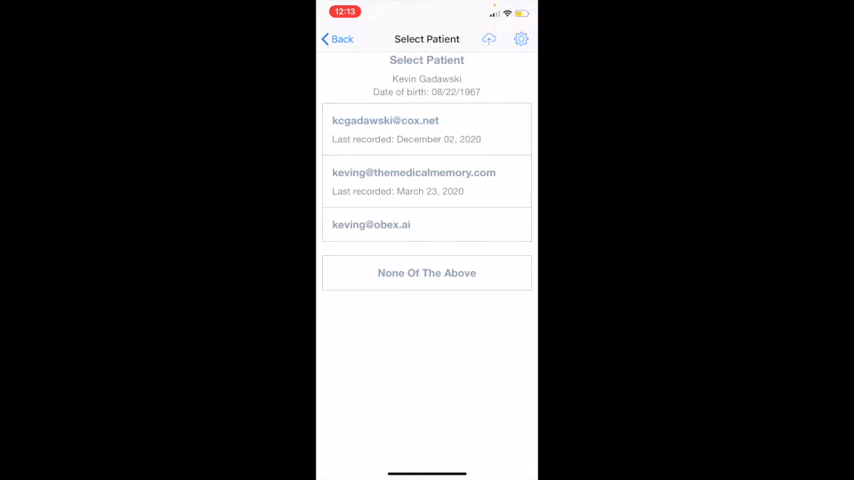 12:13
Back
Select Patient
Select Patient
Kevin Gadawski
Date of birth: 08/22/1967
kcgadawski@cox.net
Last recorded: December 02, 2020
keving@themedicalmemory.com
Last recorded: March 23, 2020
keving@obex.ai
None Of The Above